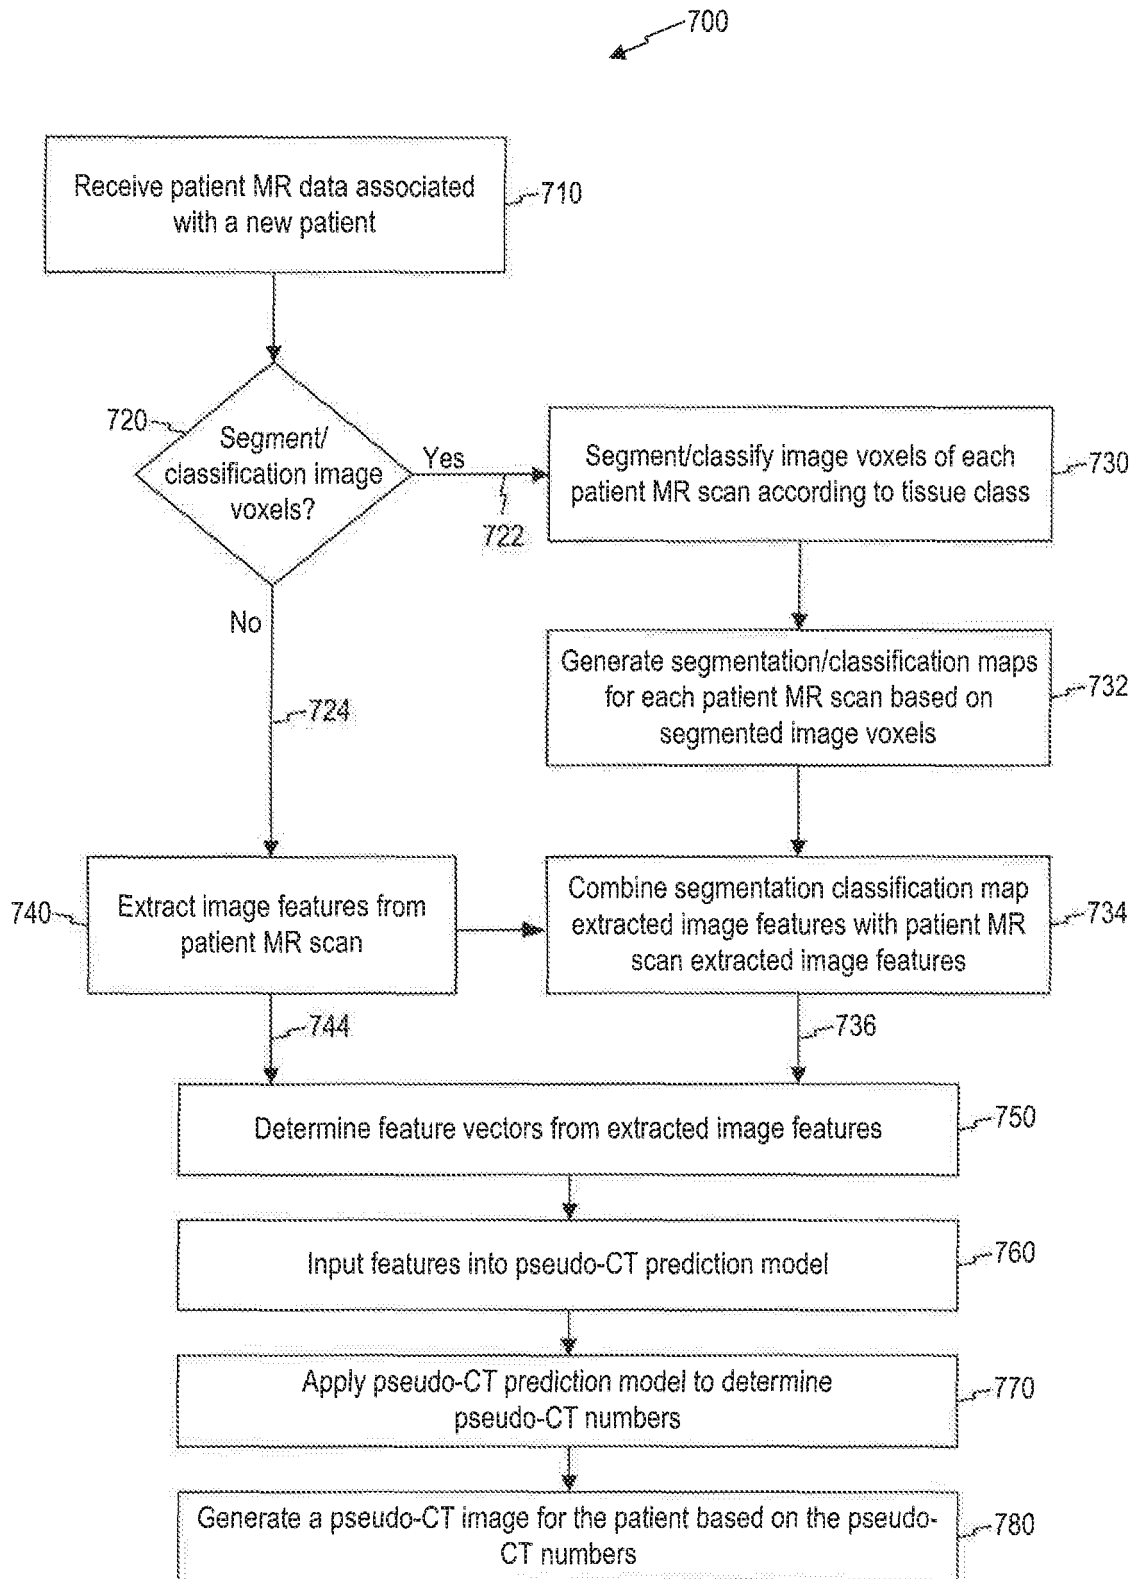 700
Receive patient MR data associated
with a new patient
710
720
Segment/
classification image
voxels?
Yes
722
Segment/classify image voxels of each
patient MR scan according to tissue class
730
No
724
Generate segmentation/classification maps
for each patient MR scan based on
segmented image voxels
732
740
Extract image features from
patient MR scan
Combine segmentation classification map
extracted image features with patient MR
scan extracted image features
734
744
736
Determine feature vectors from extracted image features
750
Input features into pseudo-CT prediction model
760
Apply pseudo-CT prediction model to determine
pseudo-CT numbers
770
Generate a pseudo-CT image for the patient based on the pseudo-
CT numbers
780